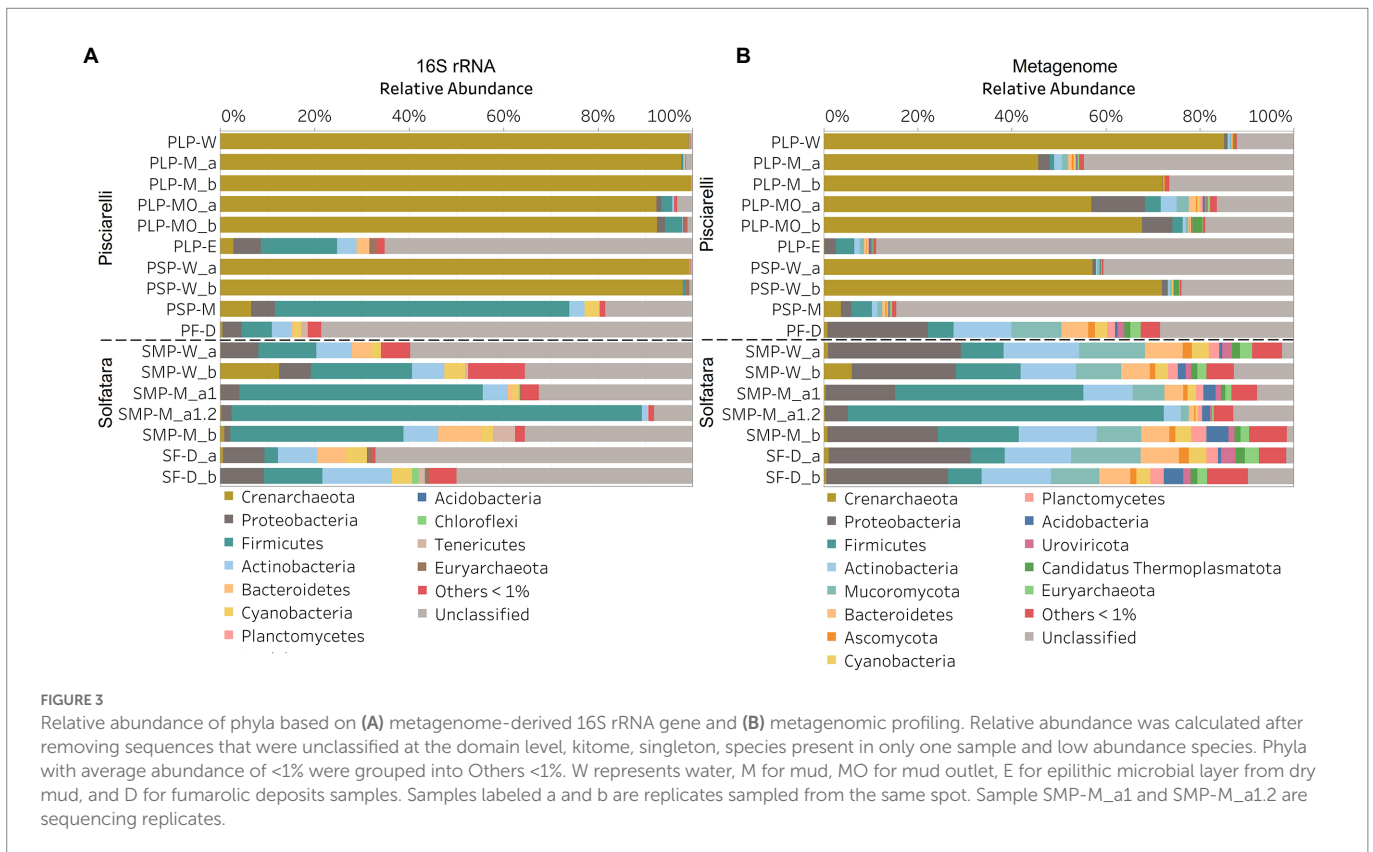 A
16S rRNA
Relative Abundance
0% 20% 40% 60% 80% 100%
Pisciarelli
PLP-W
PLP-M_a
PLP-M_b
PLP-MO_a
PLP-MO_b
PLP-E
PSP-W_a
PSP-W_b
PSP-M
PF-D
Solfatara
SMP-W_a
SMP-W_b
SMP-M_a1
SMP-M_a1.2
SMP-M_b
SF-D_a
SF-D_b
Crenarchaeota
Proteobacteria
Firmicutes
Actinobacteria
Bacteroidetes
Cyanobacteria
Planctomycetes
Acidobacteria
Chloroflexi
Tenericutes
Euryarchaeota
Others < 1%
Unclassified
B
Metagenome
Relative Abundance
0% 20% 40% 60% 80% 100%
Pisciarelli
PLP-W
PLP-M_a
PLP-M_b
PLP-MO_a
PLP-MO_b
PLP-E
PSP-W_a
PSP-W_b
PSP-M
PF-D
Solfatara
SMP-W_a
SMP-W_b
SMP-M_a1
SMP-M_a1.2
SMP-M_b
SF-D_a
SF-D_b
Crenarchaeota
Proteobacteria
Firmicutes
Actinobacteria
Mucoromycota
Bacteroidetes
Ascomycota
Cyanobacteria
Planctomycetes
Acidobacteria
Uroviricota
Candidatus Thermoplasmatota
Euryarchaeota
Others < 1%
Unclassified
FIGURE 3
Relative abundance of phyla based on (A) metagenome-derived 16S rRNA gene and (B) metagenomic profiling. Relative abundance was calculated after
removing sequences that were unclassified at the domain level, kitome, singleton, species present in only one sample and low abundance species. Phyla
with average abundance of <1% were grouped into Others <1%. W represents water, M for mud, MO for mud outlet, E for epilithic microbial layer from dry
mud, and D for fumarolic deposits samples. Samples labeled a and b are replicates sampled from the same spot. Sample SMP-M_a1 and SMP-M_a1.2 are
sequencing replicates.